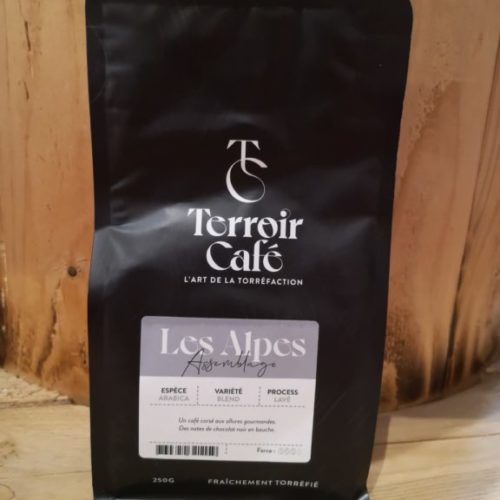 TC
Terroir
Café
L'ART DE LA TORRÉFACTION
Les Alpes
Assemblage
ESPÈCE VARIÉTÉ PROCESS
ARABICA BLEND LAVÉ
Un café corsé aux allures gourmandes.
Des notes de chocolat noir en bouche.
Force :
250G FRAÎCHEMENT TORRÉFIÉ